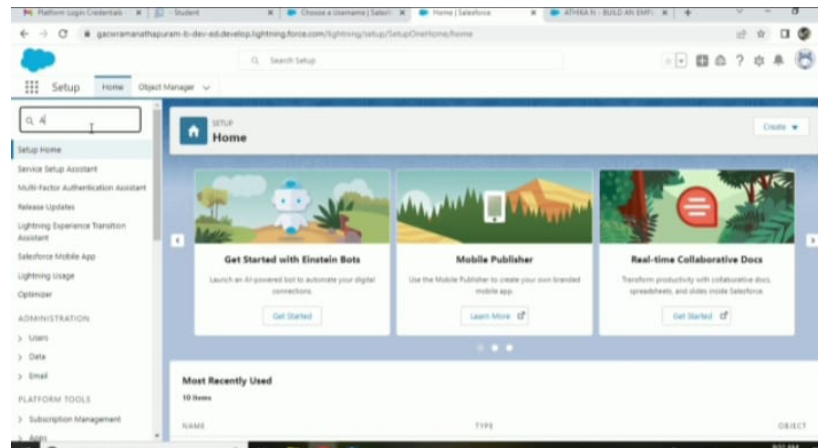 Platform Login Credentials
- Student
Choose a Username | Salesf
Home | Salesforce
ATHIKA N - BUILD AN EMP
gacwramanathapuram-b-dev-ed.develop.lightning.force.com/lightning/setup/SetupOneHome/home
Search Setup
Setup
Home
Object Manager
A
SETUP
Home
Create
Setup Home
Service Setup Assistant
Multi-Factor Authentication Assistant
Release Updates
Lightning Experience Transition
Assistant
Salesforce Mobile App
Lightning Usage
Optimizer
ADMINISTRATION
Users
Data
Email
PLATFORM TOOLS
Subscription Management
Apps
Get Started with Einstein Bots
Launch an AI-powered bot to automate your digital
connections.
Get Started
Mobile Publisher
Use the Mobile Publisher to create your own branded
mobile app.
Learn More
Real-time Collaborative Docs
Transform productivity with collaborative docs,
spreadsheets, and slides inside Salesforce.
Get Started
Most Recently Used
10 Items
NAME
TYPE
OBJECT